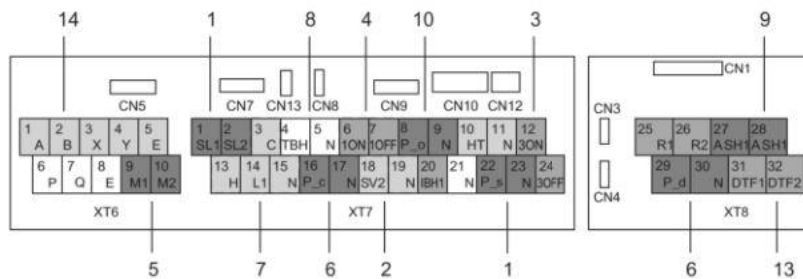 14 1 8 4 10 3 9
CN5 CN7 CN13 CN8 CN9 CN10 CN12 CN1
CN3
1 2 3 4 5 1 2 3 4 5 6 7 8 9 10 11 12 25 26 27 28
A B X Y E SL1 SL2 C TBH N 1ON 1OFF P_o N HT N 3ON R1 R2 ASH1 ASH1
6 7 8 9 10 13 14 15 16 17 18 19 20 21 22 23 24 29 30 31 32
P Q E M1 M2 H L1 N P_c N SV2 N IBH1 N P_s N 3OFF P_d N DTF1 DTF2
CN4
XT6 XT7 XT8
5 7 6 2 1 6 13